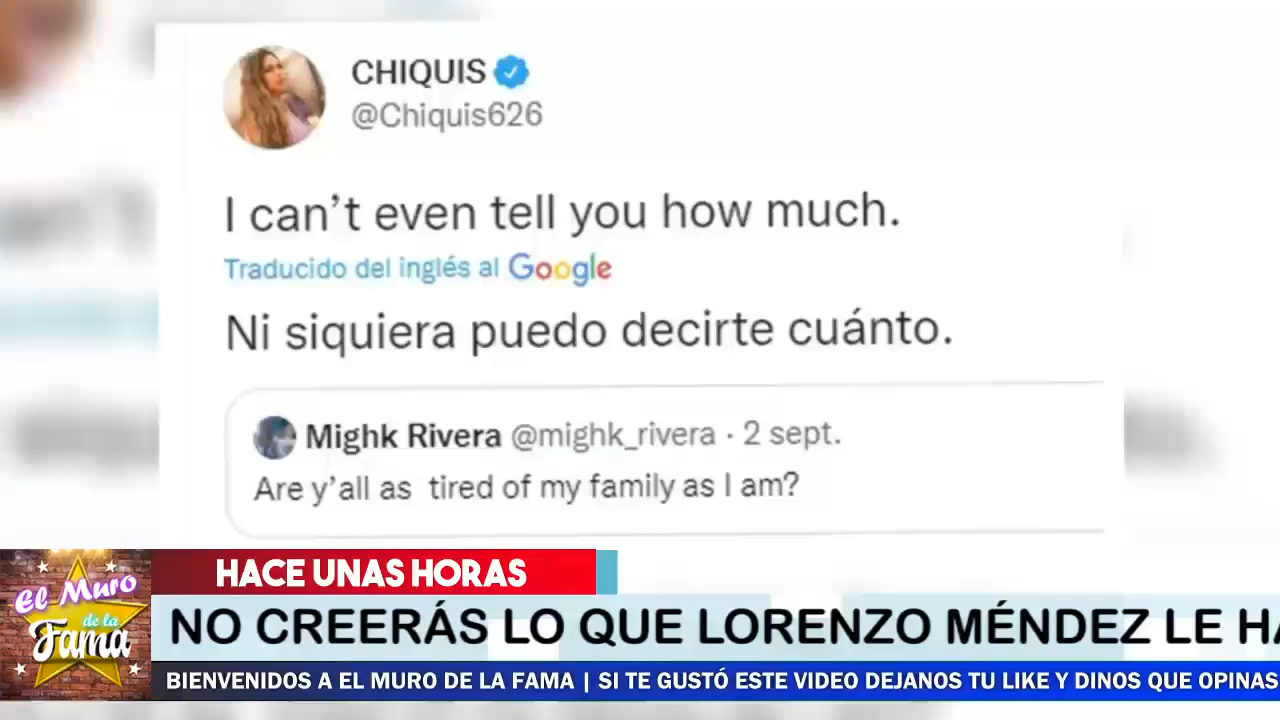 CHIQUIS
@Chiquis626
I can’t even tell you how much.
Traducido del inglés al Google
Ni siquiera puedo decirte cuánto.
Mighk Rivera @mighk_rivera · 2 sept.
Are y’all as tired of my family as I am?
El Muro
de la
Fama
HACE UNAS HORAS
NO CREERÁS LO QUE LORENZO MÉNDEZ LE HA
BIENVENIDOS A EL MURO DE LA FAMA | SI TE GUSTÓ ESTE VIDEO DEJANOS TU LIKE Y DINOS QUE OPINAS